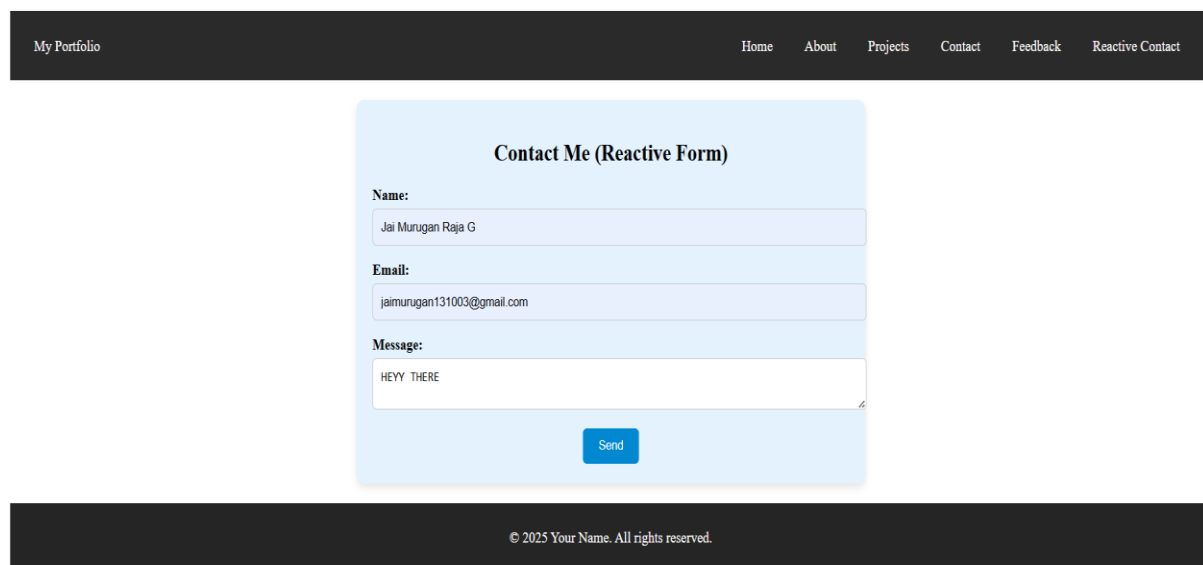 My Portfolio Home About Projects Contact Feedback Reactive Contact
Contact Me (Reactive Form)
Name:
Jai Murugan Raja G
Email:
jaimurugan131003@gmail.com
Message:
HEYY THERE
Send
© 2025 Your Name. All rights reserved.